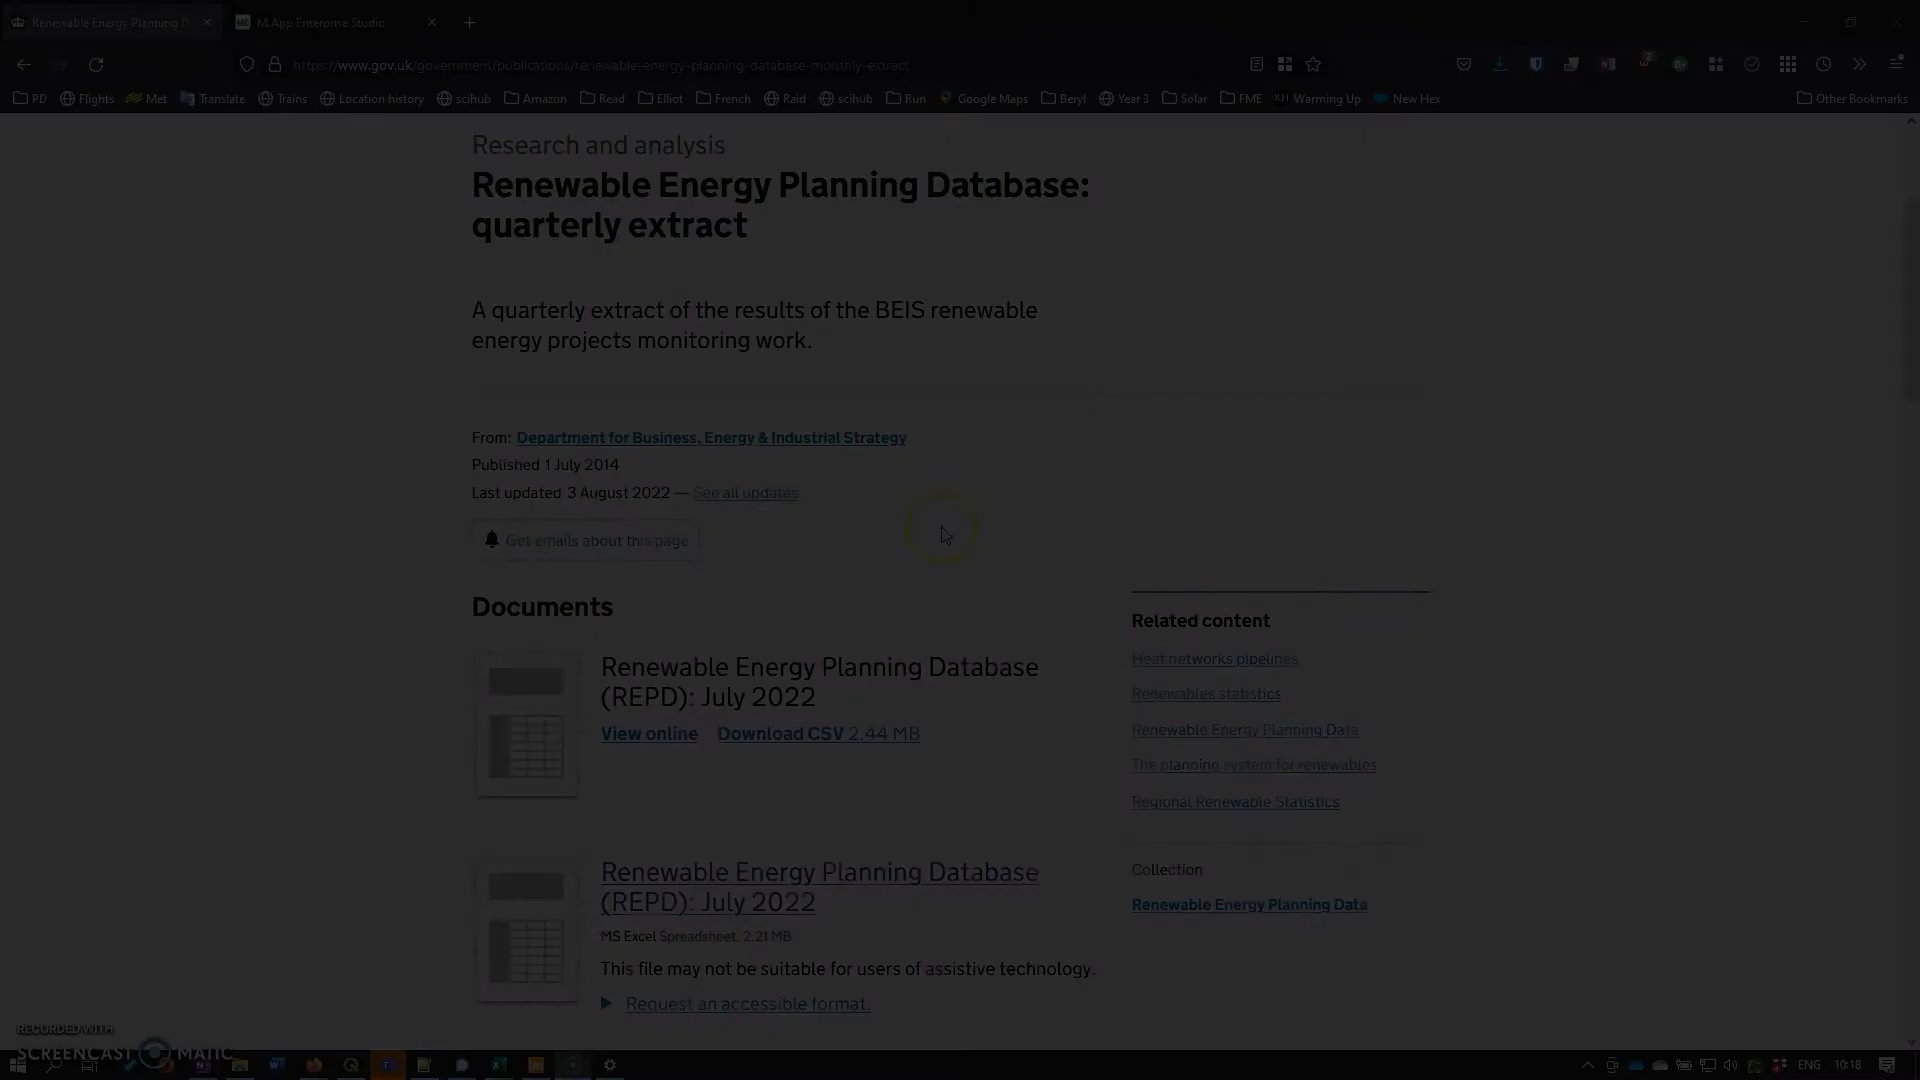 Renewable Energy Planning D
M.App Enterprise Studio
https://www.gov.uk/government/publications/renewable-energy-planning-database-monthly-extract
PD Flights Met Translate Trains Location history scihub Amazon Read Elliot French Raid scihub Run Google Maps Beryl Year 3 Solar FME Warming Up New Hex Other Bookmarks
Research and analysis
Renewable Energy Planning Database:
quarterly extract
A quarterly extract of the results of the BEIS renewable
energy projects monitoring work.
From: Department for Business, Energy & Industrial Strategy
Published 1 July 2014
Last updated 3 August 2022 — See all updates
Get emails about this page
Documents
Renewable Energy Planning Database
(REPD): July 2022
View online Download CSV 2.44 MB
Renewable Energy Planning Database
(REPD): July 2022
MS Excel Spreadsheet, 2.21 MB
This file may not be suitable for users of assistive technology.
Request an accessible format.
Related content
Heat networks pipelines
Renewables statistics
Renewable Energy Planning Data
The planning system for renewables
Regional Renewable Statistics
Collection
Renewable Energy Planning Data
RECORDED WITH
SCREENCAST MATIC
ENG 10:18